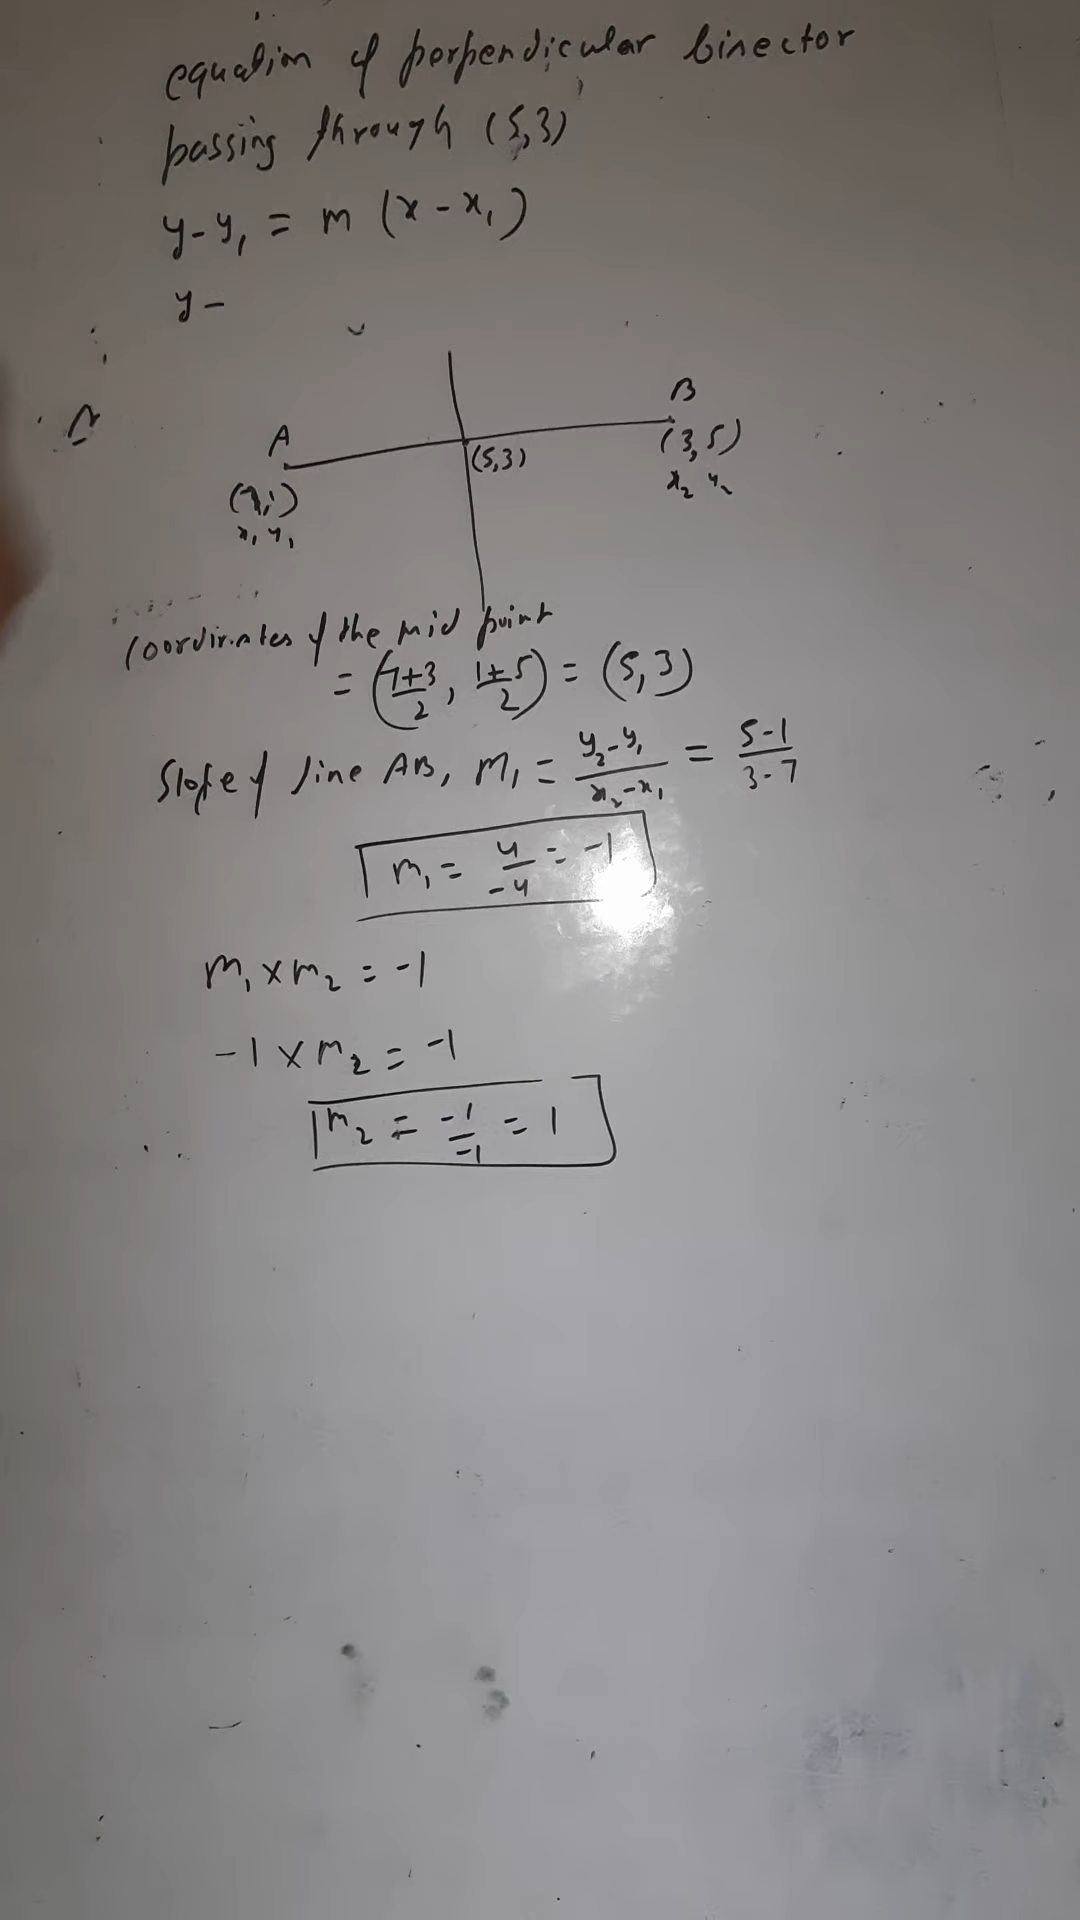 equation of perpendicular bisector
passing through (5,3)
y-y₁ = m (x-x₁)
y-
A
B
(5,3)
(3,5)
x₂ y₂
(7,1)
x₁ y₁
Coordinates of the mid point
= (7+3/2, 1+5/2) = (5,3)
Slope of line AB, m₁ = y₂-y₁/x₂-x₁ = 5-1/3-7
m₁ = 4/-4 = -1
m₁ x m₂ = -1
-1 x m₂ = -1
m₂ = -1/-1 = 1